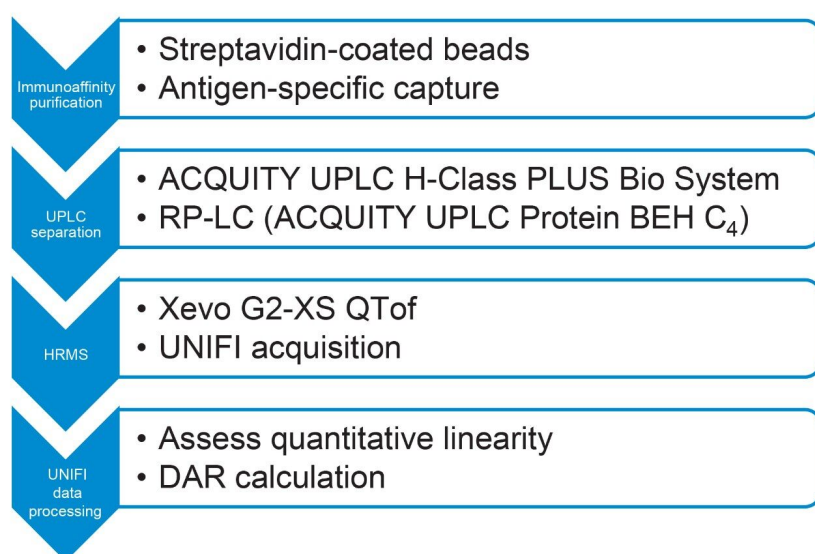 Immunoaffinity
purification
• Streptavidin-coated beads
• Antigen-specific capture
UPLC
separation
• ACQUITY UPLC H-Class PLUS Bio System
• RP-LC (ACQUITY UPLC Protein BEH C₄)
HRMS
• Xevo G2-XS QTof
• UNIFI acquisition
UNIFI
data
processing
• Assess quantitative linearity
• DAR calculation